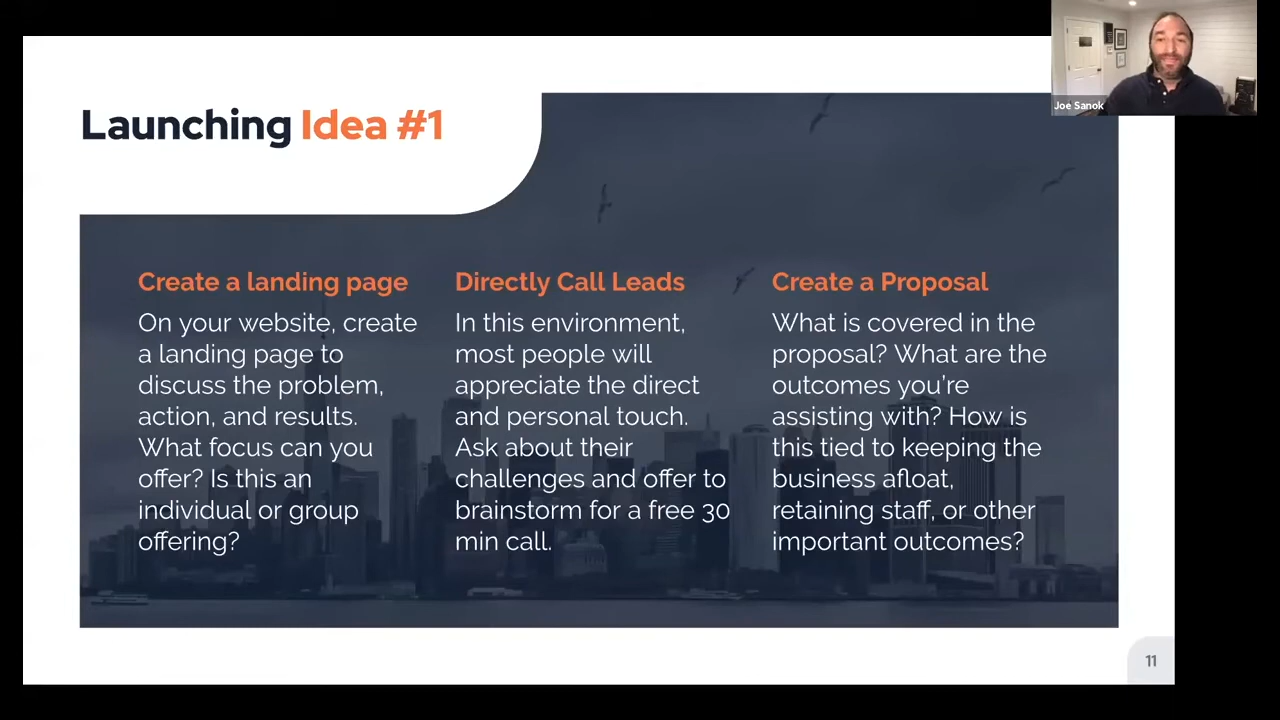 Launching Idea #1
Joe Sanok
Create a landing page
On your website, create
a landing page to
discuss the problem,
action, and results.
What focus can you
offer? Is this an
individual or group
offering?
Directly Call Leads
In this environment,
most people will
appreciate the direct
and personal touch.
Ask about their
challenges and offer to
brainstorm for a free 30
min call.
Create a Proposal
What is covered in the
proposal? What are the
outcomes you’re
assisting with? How is
this tied to keeping the
business afloat,
retaining staff, or other
important outcomes?
11